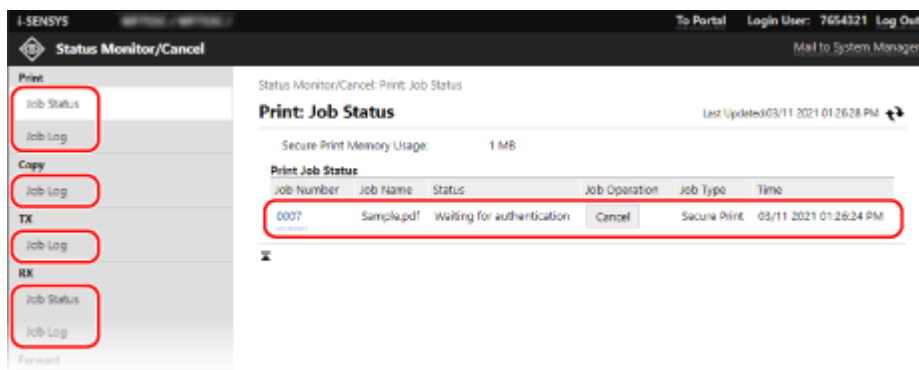 i-SENSYS
To Portal Login User: 7654321 Log Out
Status Monitor/Cancel
Mail to System Manager
Print
Job Status
Job Log
Copy
Job Log
TX
Job Log
RX
Job Status
Job Log
Forward
Status Monitor/Cancel: Print: Job Status
Print: Job Status
Last Updated:03/11 2021 01:26:28 PM
Secure Print Memory Usage: 1 MB
Print Job Status
Job Number Job Name Status Job Operation Job Type Time
0007 Sample.pdf Waiting for authentication Cancel Secure Print 03/11 2021 01:26:24 PM